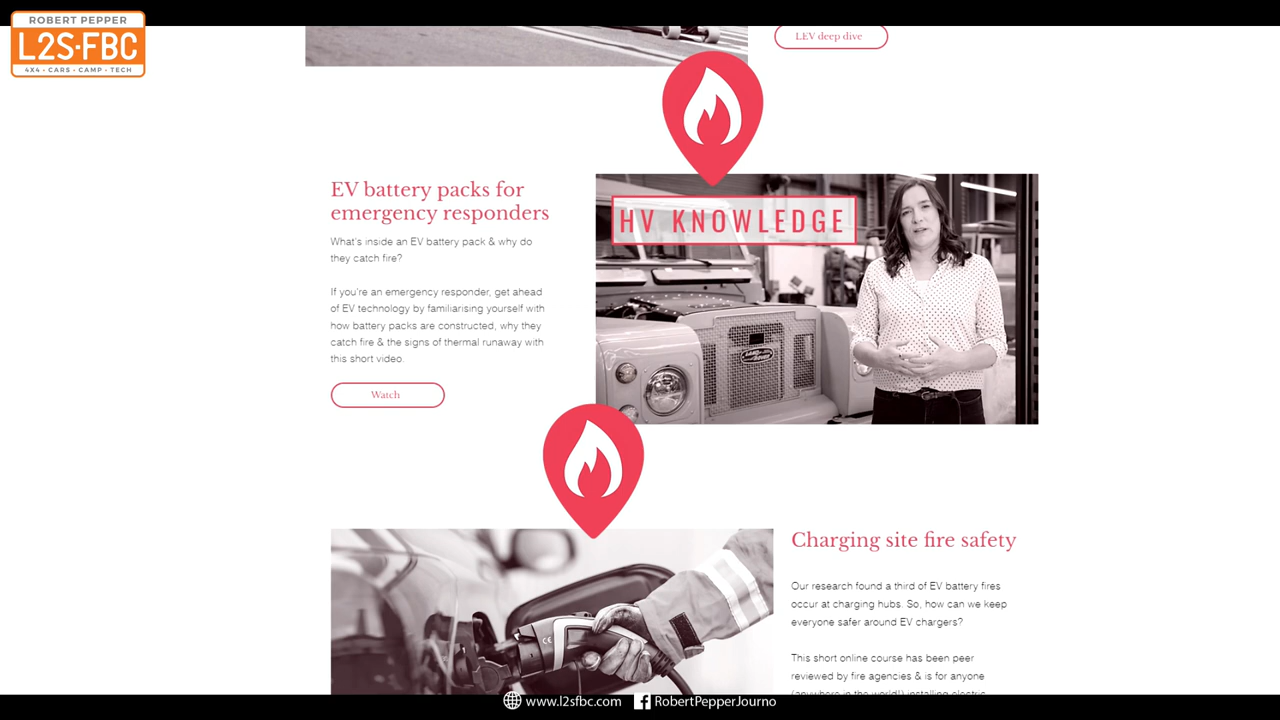 ROBERT PEPPER
L2S·FBC
4X4 • CARS • CAMP • TECH
LEV deep dive
EV battery packs for
emergency responders
What's inside an EV battery pack & why do
they catch fire?
If you're an emergency responder, get ahead
of EV technology by familiarising yourself with
how battery packs are constructed, why they
catch fire & the signs of thermal runaway with
this short video.
Watch
HV KNOWLEDGE
LAND ROVER
Charging site fire safety
Our research found a third of EV battery fires
occur at charging hubs. So, how can we keep
everyone safer around EV chargers?
This short online course has been peer
reviewed by fire agencies & is for anyone
(anywhere in the world!) installing electric
CE
www.l2sfbc.com
RobertPepperJourno